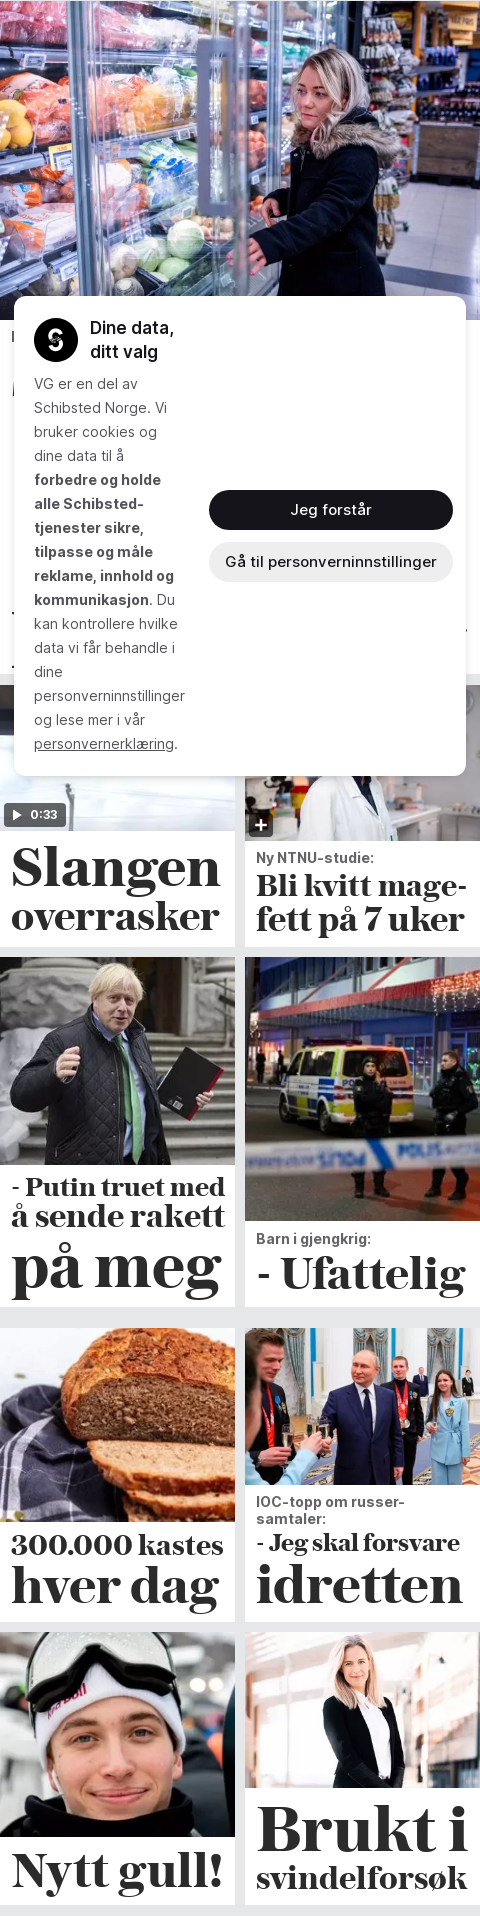 Dine data,
ditt valg
VG er en del av
Schibsted Norge. Vi
bruker cookies og
dine data til å
forbedre og holde
alle Schibsted-
tjenester sikre,
tilpasse og måle
reklame, innhold og
kommunikasjon. Du
kan kontrollere hvilke
data vi får behandle i
dine
personverninnstillinger
og lese mer i vår
personvernerklæring.
Jeg forstår
Gå til personverninnstillinger
0:33
Slangen
overrasker
Ny NTNU-studie:
Bli kvitt mage-
fett på 7 uker
- Putin truet med
å sende rakett
på meg
POLIS
Barn i gjengkrig:
- Ufattelig
300.000 kastes
hver dag
IOC-topp om russer-
samtaler:
- Jeg skal forsvare
idretten
Nytt gull!
Brukt i
svindelforsøk